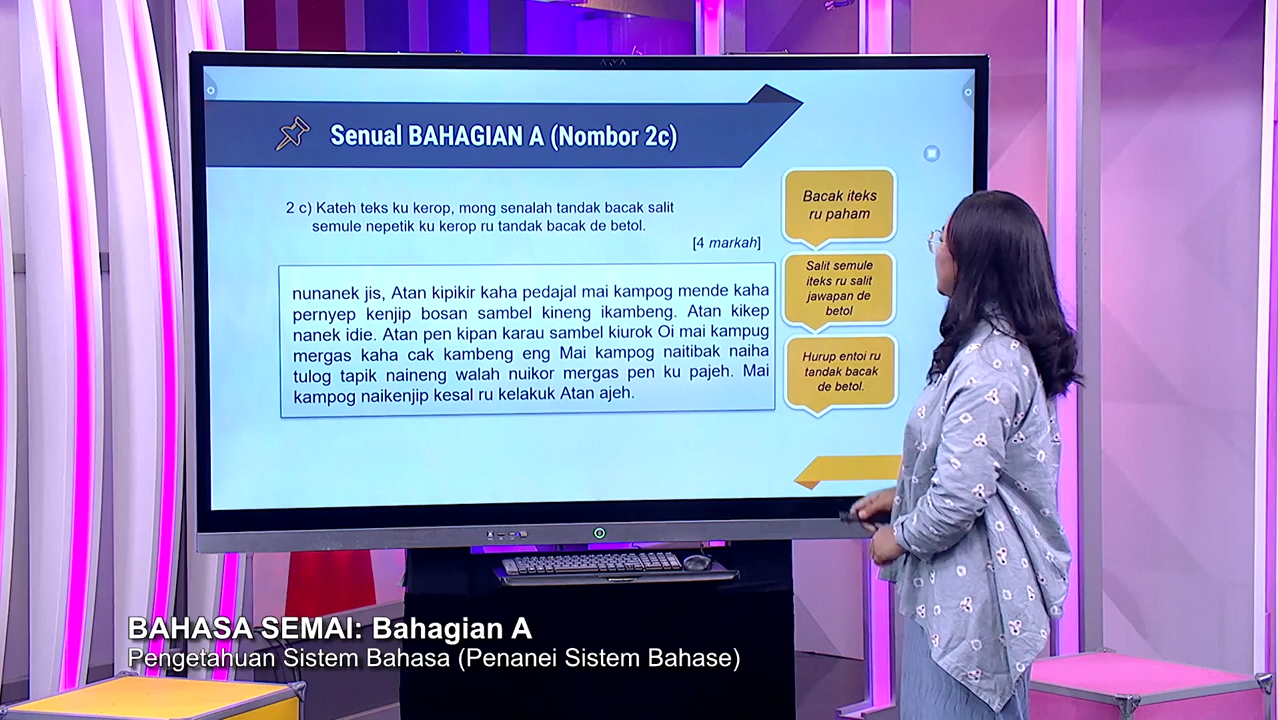 Senual BAHAGIAN A (Nombor 2c)
2 c) Kateh teks ku kerop, mong senalah tandak bacak salit
semule nepetik ku kerop ru tandak bacak de betol.
[4 markah]
nunanek jis, Atan kipikir kaha pedajal mai kampog mende kaha
pernyep kenjip bosan sambel kineng ikambeng. Atan kikep
nanek idie. Atan pen kipan karau sambel kiurok Oi mai kampug
mergas kaha cak kambeng eng Mai kampog naitibak naiha
tulog tapik naineng walah nuikor mergas pen ku pajeh. Mai
kampog naikenjip kesal ru kelakuk Atan ajeh.
Bacak iteks
ru paham
Salit semule
iteks ru salit
jawapan de
betol
Hurup entoi ru
tandak bacak
de betol.
BAHASA SEMAI: Bahagian A
Pengetahuan Sistem Bahasa (Penanei Sistem Bahase)